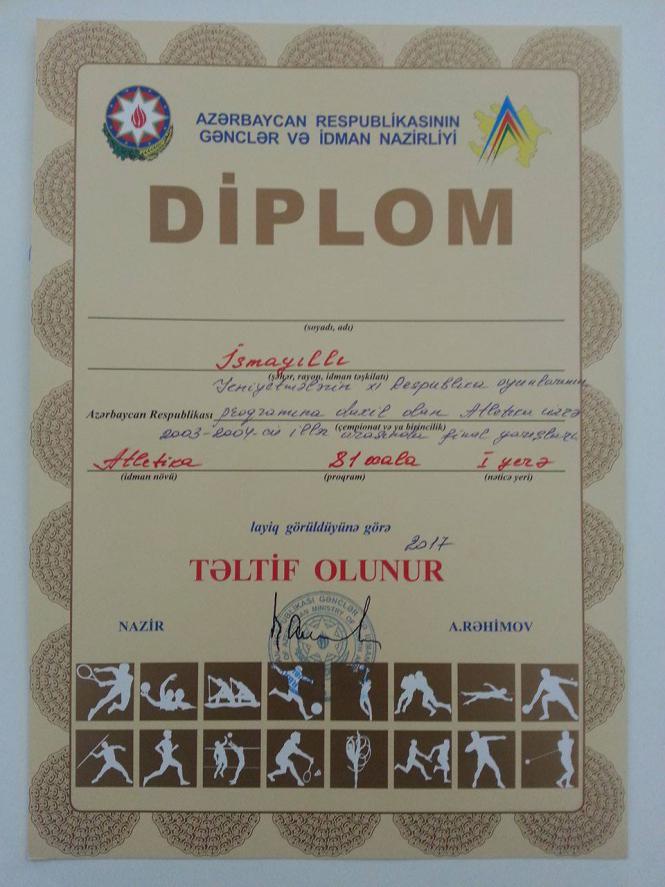 AZƏRBAYCAN RESPUBLİKASININ
GƏNCLƏR VƏ İDMAN NAZİRLİYİ
DİPLOM
(soyadı, adı)
İsmayıllı
(şəhər, rayon, idman təşkilatı)
Yeniyetmələrin XI Respublika oyunlarının
Azərbaycan Respublikası proqramına daxil olan Atletika üzrə
(çempionat və ya birincilik)
2003-2004-cü illər arasında final yarışları
Atletika 81 xala I yerə
(idman növü) (proqram) (nəticə yeri)
layiq görüldüyünə görə
2017
TƏLTİF OLUNUR
NAZİR A.RƏHİMOV